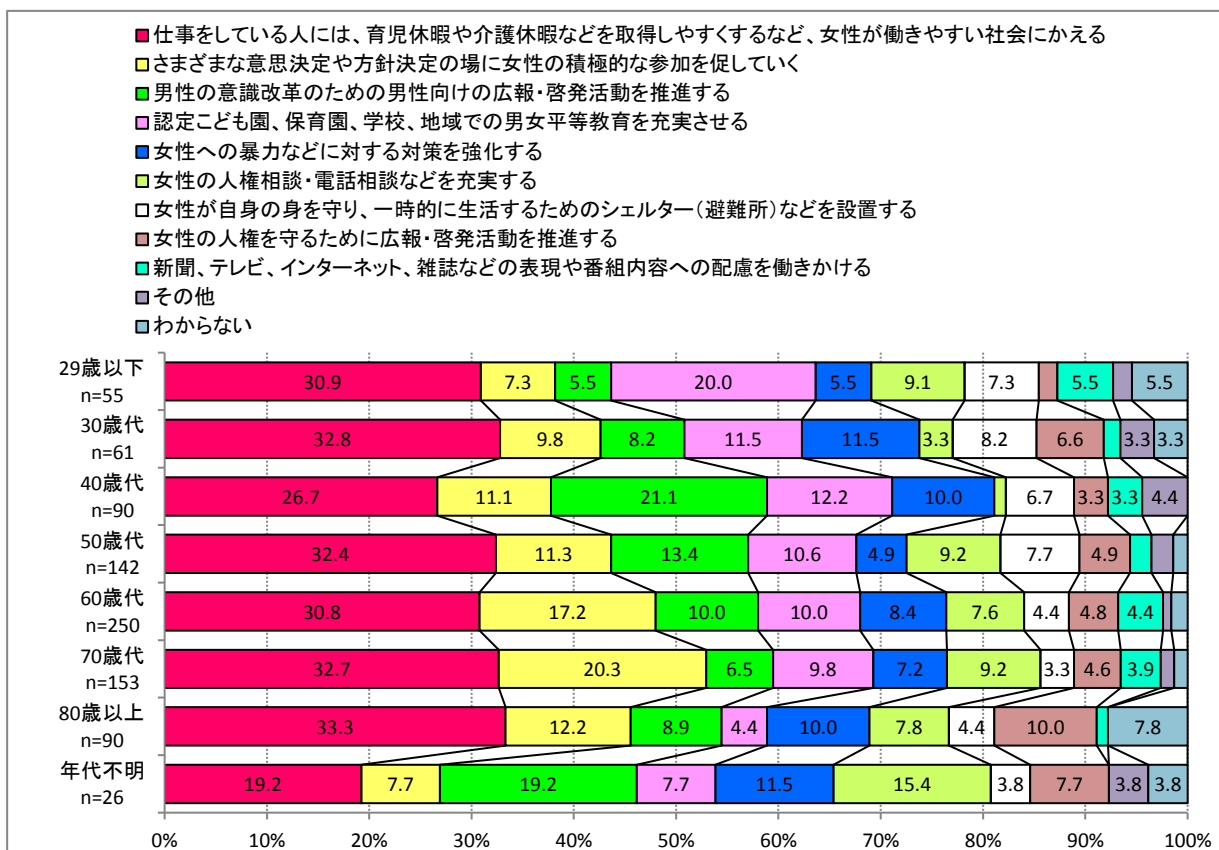 仕事をしている人には、育児休暇や介護休暇などを取得しやすくするなど、女性が働きやすい社会にかえる
さまざまな意思決定や方針決定の場に女性の積極的な参加を促していく
男性の意識改革のための男性向けの広報・啓発活動を推進する
認定こども園、保育園、学校、地域での男女平等教育を充実させる
女性への暴力などに対する対策を強化する
女性の人権相談・電話相談などを充実する
女性が自身の身を守り、一時的に生活するためのシェルター（避難所）などを設置する
女性の人権を守るために広報・啓発活動を推進する
新聞、テレビ、インターネット、雑誌などの表現や番組内容への配慮を働きかける
その他
わからない
29歳以下
n=55
30.9 7.3 5.5 20.0 5.5 9.1 7.3 5.5 5.5
30歳代
n=61
32.8 9.8 8.2 11.5 11.5 3.3 8.2 6.6 3.3 3.3
40歳代
n=90
26.7 11.1 21.1 12.2 10.0 6.7 3.3 3.3 4.4
50歳代
n=142
32.4 11.3 13.4 10.6 4.9 9.2 7.7 4.9
60歳代
n=250
30.8 17.2 10.0 10.0 8.4 7.6 4.4 4.8 4.4
70歳代
n=153
32.7 20.3 6.5 9.8 7.2 9.2 3.3 4.6 3.9
80歳以上
n=90
33.3 12.2 8.9 4.4 10.0 7.8 4.4 10.0 7.8
年代不明
n=26
19.2 7.7 19.2 7.7 11.5 15.4 3.8 7.7 3.8 3.8
0% 10% 20% 30% 40% 50% 60% 70% 80% 90% 100%